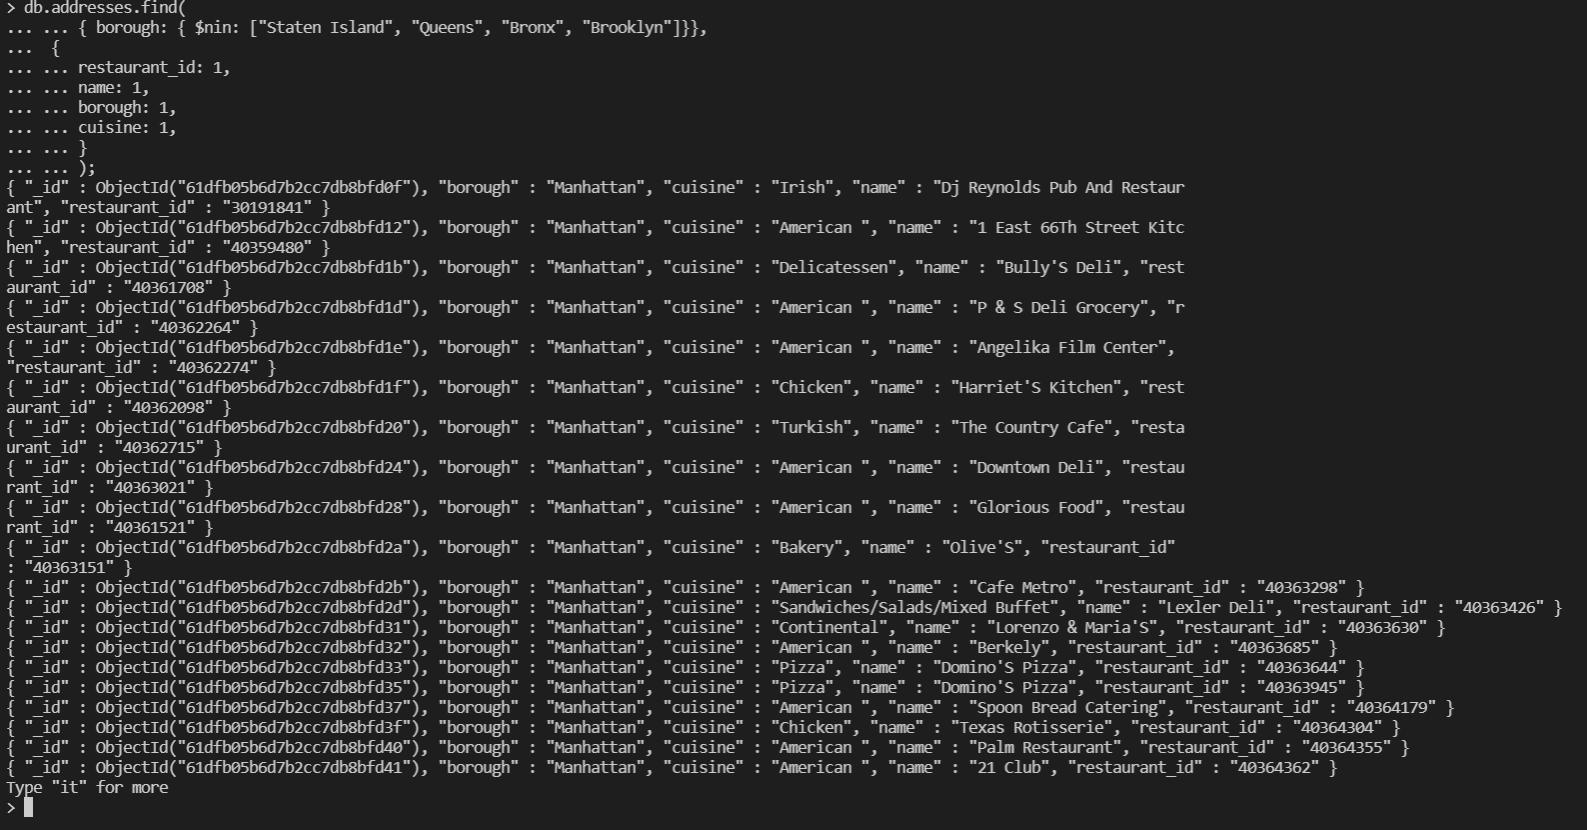 > db.addresses.find(
... ... { borough: { $nin: ["Staten Island", "Queens", "Bronx", "Brooklyn"]}},
...  {
... ... restaurant_id: 1,
... ... name: 1,
... ... borough: 1,
... ... cuisine: 1,
... ... }
... ... );
{ "_id" : ObjectId("61dfb05b6d7b2cc7db8bfd0f"), "borough" : "Manhattan", "cuisine" : "Irish", "name" : "Dj Reynolds Pub And Restaur
ant", "restaurant_id" : "30191841" }
{ "_id" : ObjectId("61dfb05b6d7b2cc7db8bfd12"), "borough" : "Manhattan", "cuisine" : "American ", "name" : "1 East 66Th Street Kitc
hen", "restaurant_id" : "40359480" }
{ "_id" : ObjectId("61dfb05b6d7b2cc7db8bfd1b"), "borough" : "Manhattan", "cuisine" : "Delicatessen", "name" : "Bully'S Deli", "rest
aurant_id" : "40361708" }
{ "_id" : ObjectId("61dfb05b6d7b2cc7db8bfd1d"), "borough" : "Manhattan", "cuisine" : "American ", "name" : "P & S Deli Grocery", "r
estaurant_id" : "40362264" }
{ "_id" : ObjectId("61dfb05b6d7b2cc7db8bfd1e"), "borough" : "Manhattan", "cuisine" : "American ", "name" : "Angelika Film Center",
"restaurant_id" : "40362274" }
{ "_id" : ObjectId("61dfb05b6d7b2cc7db8bfd1f"), "borough" : "Manhattan", "cuisine" : "Chicken", "name" : "Harriet'S Kitchen", "rest
aurant_id" : "40362098" }
{ "_id" : ObjectId("61dfb05b6d7b2cc7db8bfd20"), "borough" : "Manhattan", "cuisine" : "Turkish", "name" : "The Country Cafe", "resta
urant_id" : "40362715" }
{ "_id" : ObjectId("61dfb05b6d7b2cc7db8bfd24"), "borough" : "Manhattan", "cuisine" : "American ", "name" : "Downtown Deli", "restau
rant_id" : "40363021" }
{ "_id" : ObjectId("61dfb05b6d7b2cc7db8bfd28"), "borough" : "Manhattan", "cuisine" : "American ", "name" : "Glorious Food", "restau
rant_id" : "40361521" }
{ "_id" : ObjectId("61dfb05b6d7b2cc7db8bfd2a"), "borough" : "Manhattan", "cuisine" : "Bakery", "name" : "Olive'S", "restaurant_id"
: "40363151" }
{ "_id" : ObjectId("61dfb05b6d7b2cc7db8bfd2b"), "borough" : "Manhattan", "cuisine" : "American ", "name" : "Cafe Metro", "restaurant_id" : "40363298" }
{ "_id" : ObjectId("61dfb05b6d7b2cc7db8bfd2d"), "borough" : "Manhattan", "cuisine" : "Sandwiches/Salads/Mixed Buffet", "name" : "Lexler Deli", "restaurant_id" : "40363426" }
{ "_id" : ObjectId("61dfb05b6d7b2cc7db8bfd31"), "borough" : "Manhattan", "cuisine" : "Continental", "name" : "Lorenzo & Maria'S", "restaurant_id" : "40363630" }
{ "_id" : ObjectId("61dfb05b6d7b2cc7db8bfd32"), "borough" : "Manhattan", "cuisine" : "American ", "name" : "Berkely", "restaurant_id" : "40363685" }
{ "_id" : ObjectId("61dfb05b6d7b2cc7db8bfd33"), "borough" : "Manhattan", "cuisine" : "Pizza", "name" : "Domino'S Pizza", "restaurant_id" : "40363644" }
{ "_id" : ObjectId("61dfb05b6d7b2cc7db8bfd35"), "borough" : "Manhattan", "cuisine" : "Pizza", "name" : "Domino'S Pizza", "restaurant_id" : "40363945" }
{ "_id" : ObjectId("61dfb05b6d7b2cc7db8bfd37"), "borough" : "Manhattan", "cuisine" : "American ", "name" : "Spoon Bread Catering", "restaurant_id" : "40364179" }
{ "_id" : ObjectId("61dfb05b6d7b2cc7db8bfd3f"), "borough" : "Manhattan", "cuisine" : "Chicken", "name" : "Texas Rotisserie", "restaurant_id" : "40364304" }
{ "_id" : ObjectId("61dfb05b6d7b2cc7db8bfd40"), "borough" : "Manhattan", "cuisine" : "American ", "name" : "Palm Restaurant", "restaurant_id" : "40364355" }
{ "_id" : ObjectId("61dfb05b6d7b2cc7db8bfd41"), "borough" : "Manhattan", "cuisine" : "American ", "name" : "21 Club", "restaurant_id" : "40364362" }
Type "it" for more
>